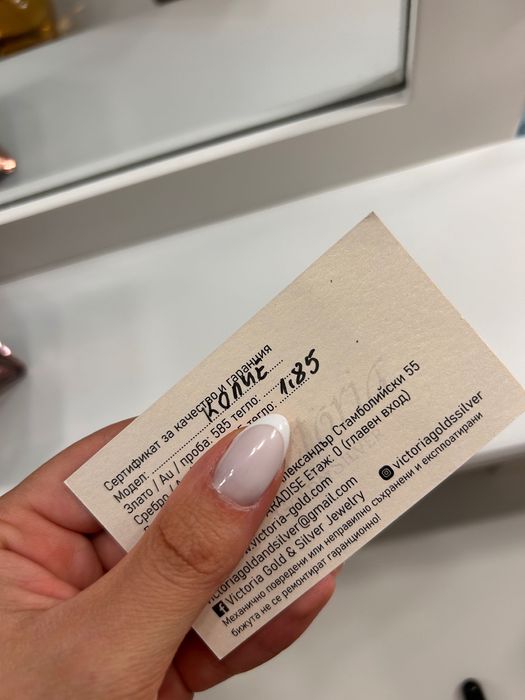 Сертификат за качество и гаранция
Модел: КОЛИЕ
Злато / Au / проба: 585 тегло: 1,85
Сребро / тегло:
Александър Стамболийски 55
PARADISE Етаж: 0 (главен вход)
victoria-gold.com
victoriagoldandsilver@gmail.com
Victoria Gold & Silver Jewelry
victoriagoldssilver
Механично повредени или неправилно съхранени и експлоатирани
бижута не се ремонтират гаранционно!